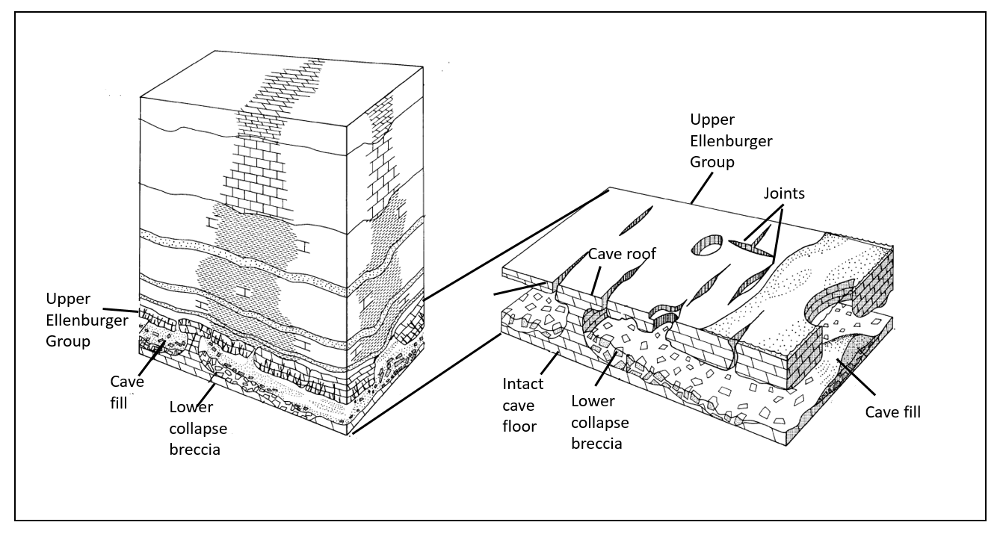 Upper
Ellenburger
Group
Cave
fill
Lower
collapse
breccia
Upper
Ellenburger
Group
Joints
Cave roof
Intact
cave
floor
Lower
collapse
breccia
Cave fill